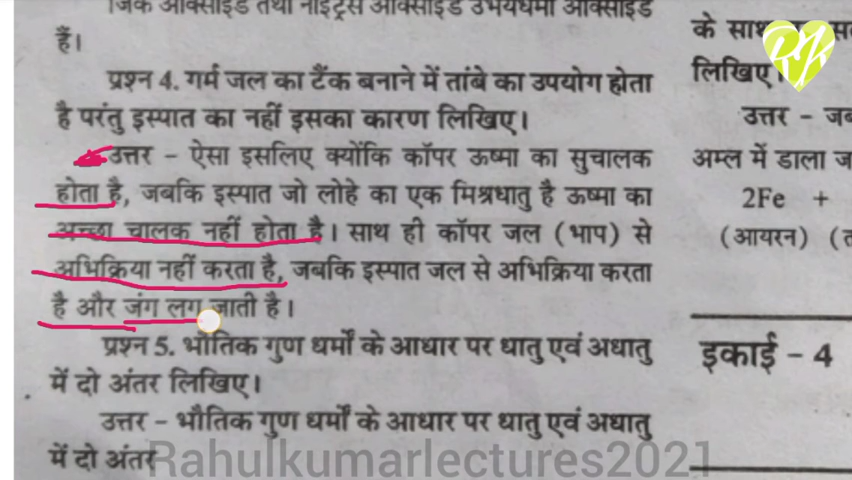 जिंक ऑक्साइड तथा नाइट्रस ऑक्साइड उभयधर्मी ऑक्साइड
हैं।
प्रश्न 4. गर्म जल का टैंक बनाने में तांबे का उपयोग होता
है परंतु इस्पात का नहीं इसका कारण लिखिए।
उत्तर – ऐसा इसलिए क्योंकि कॉपर ऊष्मा का सुचालक
होता है, जबकि इस्पात जो लोहे का एक मिश्रधातु है ऊष्मा का
अच्छा चालक नहीं होता है। साथ ही कॉपर जल (भाप) से
अभिक्रिया नहीं करता है, जबकि इस्पात जल से अभिक्रिया करता
है और जंग लग जाती है।
प्रश्न 5. भौतिक गुण धर्मों के आधार पर धातु एवं अधातु
में दो अंतर लिखिए।
उत्तर – भौतिक गुण धर्मों के आधार पर धातु एवं अधातु
में दो अंतर
के साथ
लिखिए।
उत्तर –
अम्ल में डाला
2Fe +
(आयरन)
इकाई – 4
RK
Rahulkumarlectures2021